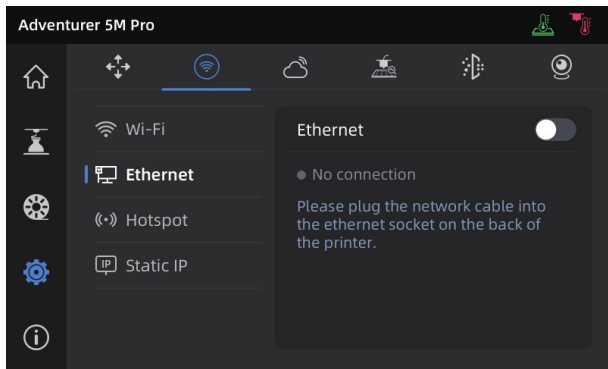 Adventurer 5M Pro
Wi-Fi
Ethernet
Hotspot
IP Static IP
Ethernet
No connection
Please plug the network cable into
the ethernet socket on the back of
the printer.